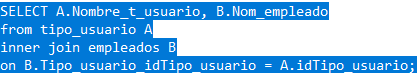 SELECT A.Nombre_t_usuario, B.Nom_empleado
from tipo_usuario A
inner join empleados B
on B.Tipo_usuario_idTipo_usuario = A.idTipo_usuario;